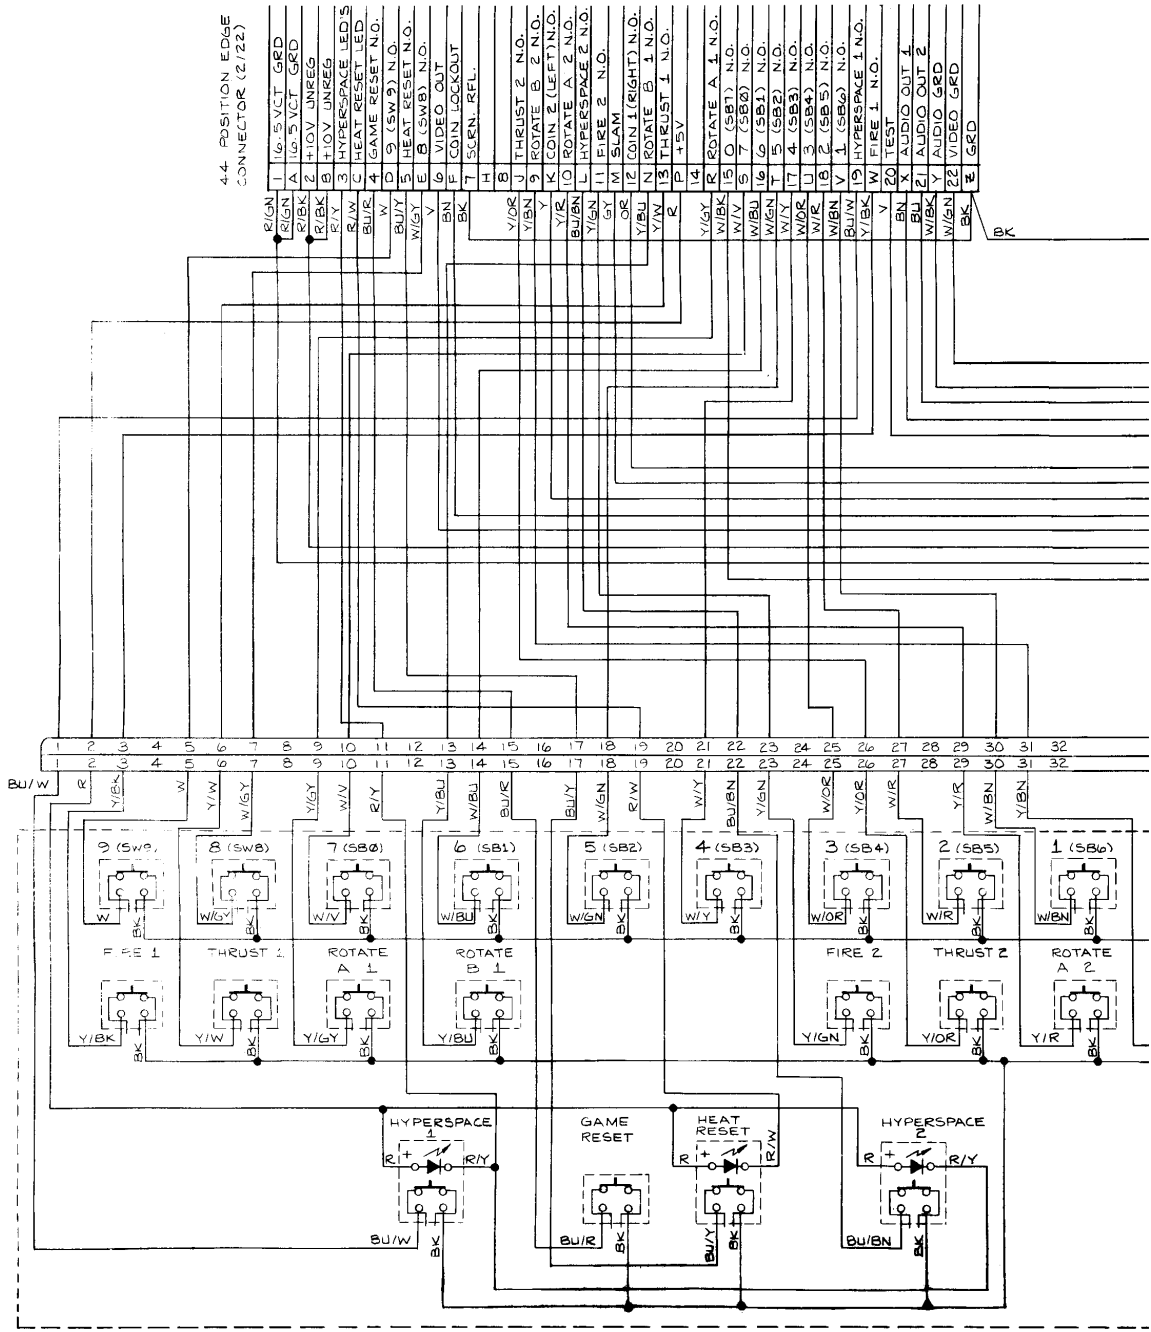 44 POSITION EDGE
CONNECTOR (2/22)
1 16.5VCT GRD
A 16.5VCT GRD
2 +10V UNREG
B +10V UNREG
3 HYPERSPACE LED'S
C HEAT RESET LED
4 GAME RESET N.O.
D 9 (SW9) N.O.
5 HEAT RESET N.O.
E 8 (SW8) N.O.
6 VIDEO OUT
F COIN LOCKOUT
7 SCRN. RFL.
H
8
J THRUST 2 N.O.
9 ROTATE B 2 N.O.
K COIN 2 (LEFT) N.O.
10 ROTATE A 2 N.O.
L HYPERSPACE 2 N.O.
11 FIRE 2 N.O.
M SLAM
12 COIN 1 (RIGHT) N.O.
N ROTATE B 1 N.O.
13 THRUST 1 N.O.
P +5V
14
R ROTATE A 1 N.O.
15 0 (SB7) N.O.
S 7 (SBØ) N.O.
16 6 (SB1) N.O.
T 5 (SB2) N.O.
17 4 (SB3) N.O.
U 3 (SB4) N.O.
18 2 (SB5) N.O.
V 1 (SB6) N.O.
19 HYPERSPACE 1 N.O.
W FIRE 1 N.O.
20 TEST
X AUDIO OUT 1
21 AUDIO OUT 2
Y AUDIO GRD
22 VIDEO GRD
Z GRD
R/GN R/GN R/BK R/BK R/Y R/W BU/R W BU/Y W/GY V BN BK Y/OR Y/BN Y Y/R BU/BN Y/GN GY OR Y/BU Y/W R Y/GY W/BK W/V W/BU W/GN W/Y W/OR W/R W/BN BU/W Y/BK V BN BU W/BK W/GN BK
BK
1 2 3 4 5 6 7 8 9 10 11 12 13 14 15 16 17 18 19 20 21 22 23 24 25 26 27 28 29 30 31 32
1 2 3 4 5 6 7 8 9 10 11 12 13 14 15 16 17 18 19 20 21 22 23 24 25 26 27 28 29 30 31 32
BU/W R Y/BK W Y/W W/GY Y/GY W/V R/Y Y/BU W/BU BU/R BU/Y W/GN R/W W/Y BU/BN Y/GN W/OR Y/OR W/R Y/R W/BN Y/BN
9 (SW9) 8 (SW8) 7 (SBØ) 6 (SB1) 5 (SB2) 4 (SB3) 3 (SB4) 2 (SB5) 1 (SB6)
W BK W/GY BK W/V BK W/BU BK W/GN BK W/Y BK W/OR BK W/R BK W/BN BK
FIRE 1 THRUST 1 ROTATE A 1 ROTATE B 1 FIRE 2 THRUST 2 ROTATE A 2
Y/BK BK Y/W BK Y/GY BK Y/BU BK Y/GN BK Y/OR BK Y/R BK
HYPERSPACE 1
GAME RESET
HEAT RESET
HYPERSPACE 2
R + R/Y R + R/W R + R/Y
BU/W BK BU/R BK BU/Y BK BU/BN BK